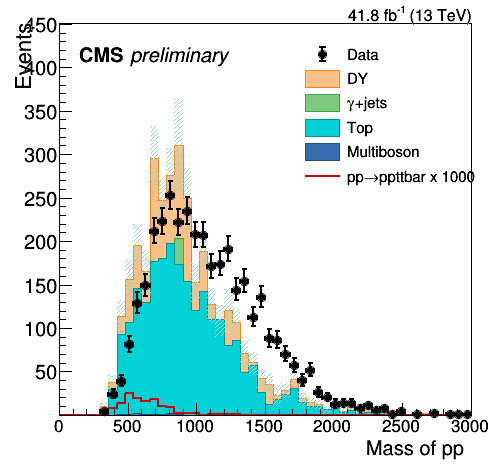 41.8 fb⁻¹ (13 TeV)
Events
CMS preliminary
Data
DY
γ+jets
Top
Multiboson
pp→ppttbar x 1000
450
400
350
300
250
200
150
100
50
0 500 1000 1500 2000 2500 3000
Mass of pp